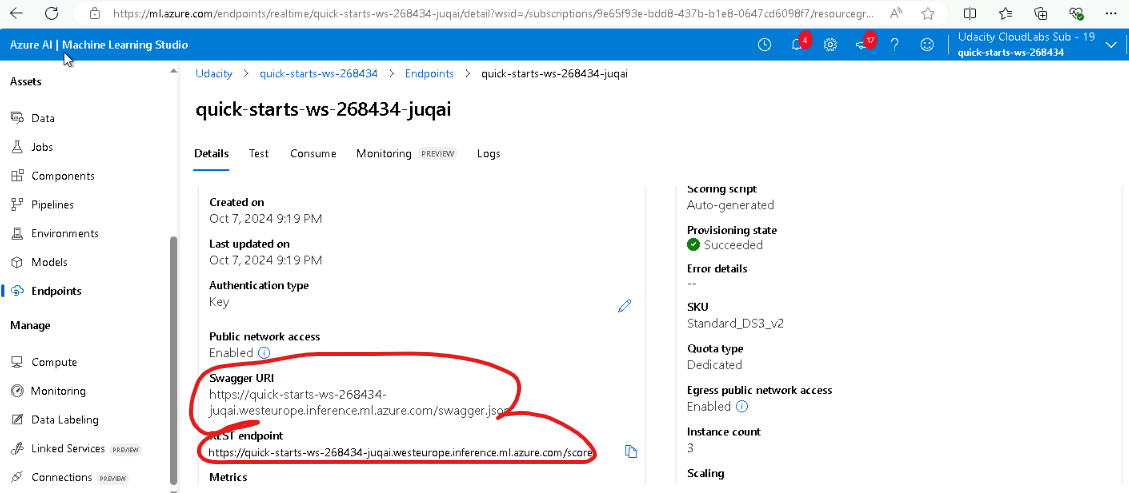 https://ml.azure.com/endpoints/realtime/quick-starts-ws-268434-juqai/detail?wsid=/subscriptions/9e65f93e-bdd8-437b-b1e8-0647cd6098f7/resourcegr...
Azure AI | Machine Learning Studio
4
17
Udacity CloudLabs Sub - 19
quick-starts-ws-268434
Assets
Data
Jobs
Components
Pipelines
Environments
Models
Endpoints
Manage
Compute
Monitoring
Data Labeling
Linked Services PREVIEW
Connections PREVIEW
Udacity > quick-starts-ws-268434 > Endpoints > quick-starts-ws-268434-juqai
quick-starts-ws-268434-juqai
Details Test Consume Monitoring PREVIEW Logs
Created on
Oct 7, 2024 9:19 PM
Last updated on
Oct 7, 2024 9:19 PM
Authentication type
Key
Public network access
Enabled
Swagger URI
https://quick-starts-ws-268434-
juqai.westeurope.inference.ml.azure.com/swagger.json
REST endpoint
https://quick-starts-ws-268434-juqai.westeurope.inference.ml.azure.com/score
Metrics
Scoring script
Auto-generated
Provisioning state
Succeeded
Error details
--
SKU
Standard_DS3_v2
Quota type
Dedicated
Egress public network access
Enabled
Instance count
3
Scaling